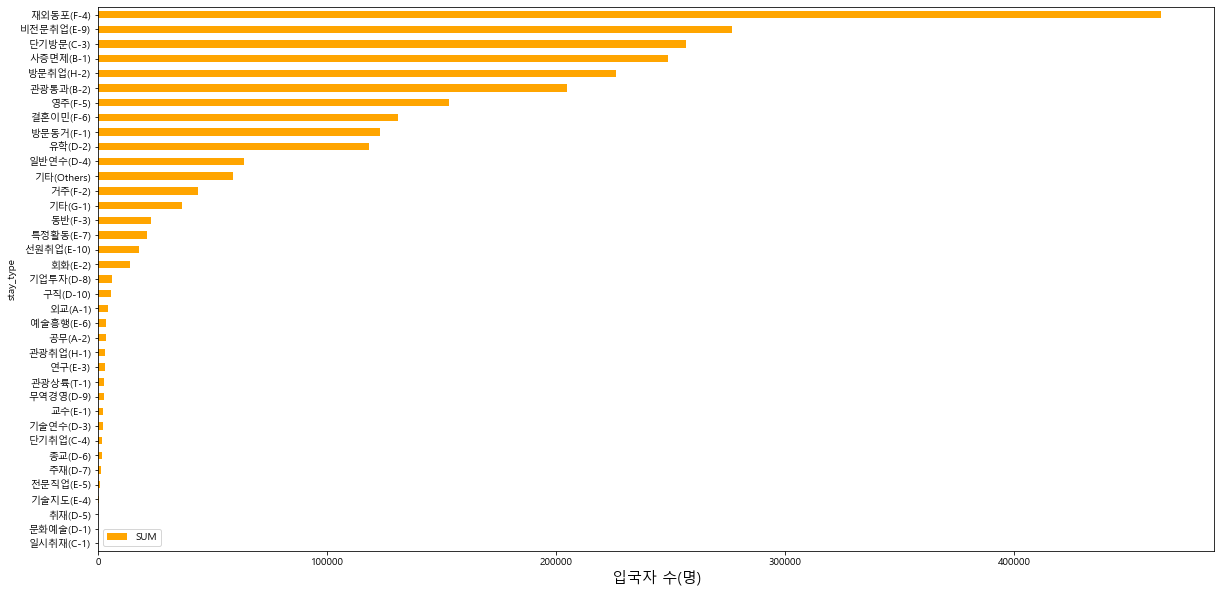 재외동포(F-4)
비전문취업(E-9)
단기방문(C-3)
사증면제(B-1)
방문취업(H-2)
관광통과(B-2)
영주(F-5)
결혼이민(F-6)
방문동거(F-1)
유학(D-2)
일반연수(D-4)
기타(Others)
거주(F-2)
기타(G-1)
동반(F-3)
특정활동(E-7)
선원취업(E-10)
회화(E-2)
기업투자(D-8)
구직(D-10)
외교(A-1)
예술흥행(E-6)
공무(A-2)
관광취업(H-1)
연구(E-3)
관광상륙(T-1)
무역경영(D-9)
교수(E-1)
기술연수(D-3)
단기취업(C-4)
종교(D-6)
주재(D-7)
전문직업(E-5)
기술지도(E-4)
취재(D-5)
문화예술(D-1)
일시취재(C-1)
stay_type
SUM
0 100000 200000 300000 400000
입국자 수(명)